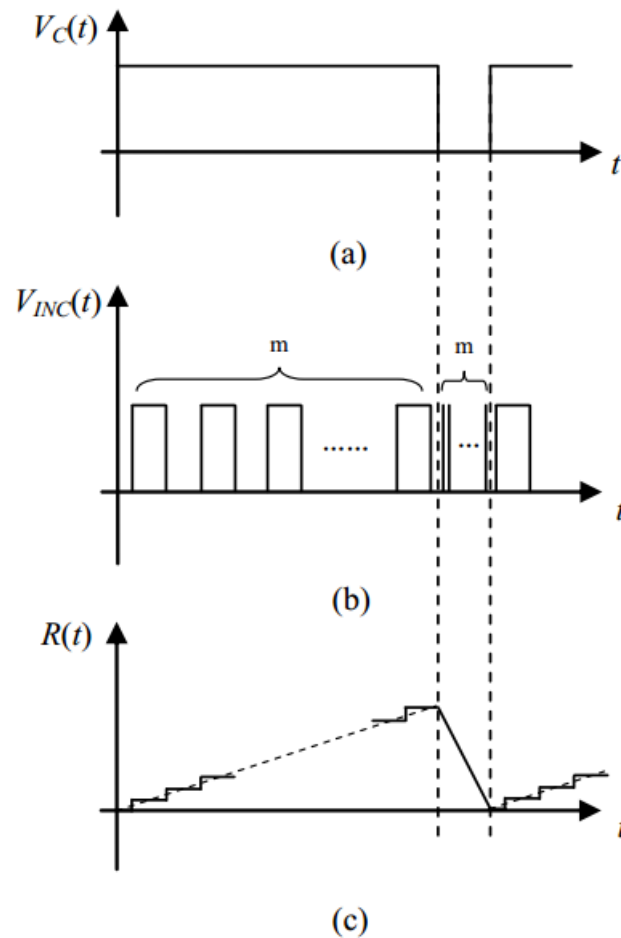 V_C(t)
t
(a)
V_INC(t)
m
m
......
...
t
(b)
R(t)
t
(c)